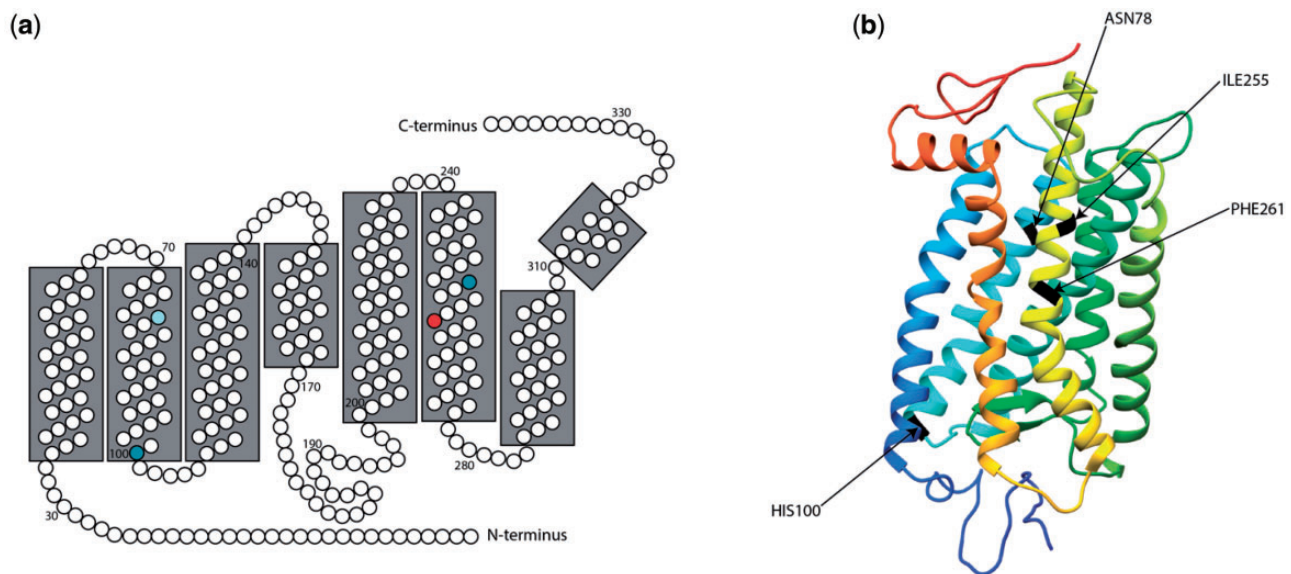 (a)
C-terminus
330
240
70
140
310
170
200
190
100
280
30
N-terminus
(b)
ASN78
ILE255
PHE261
HIS100